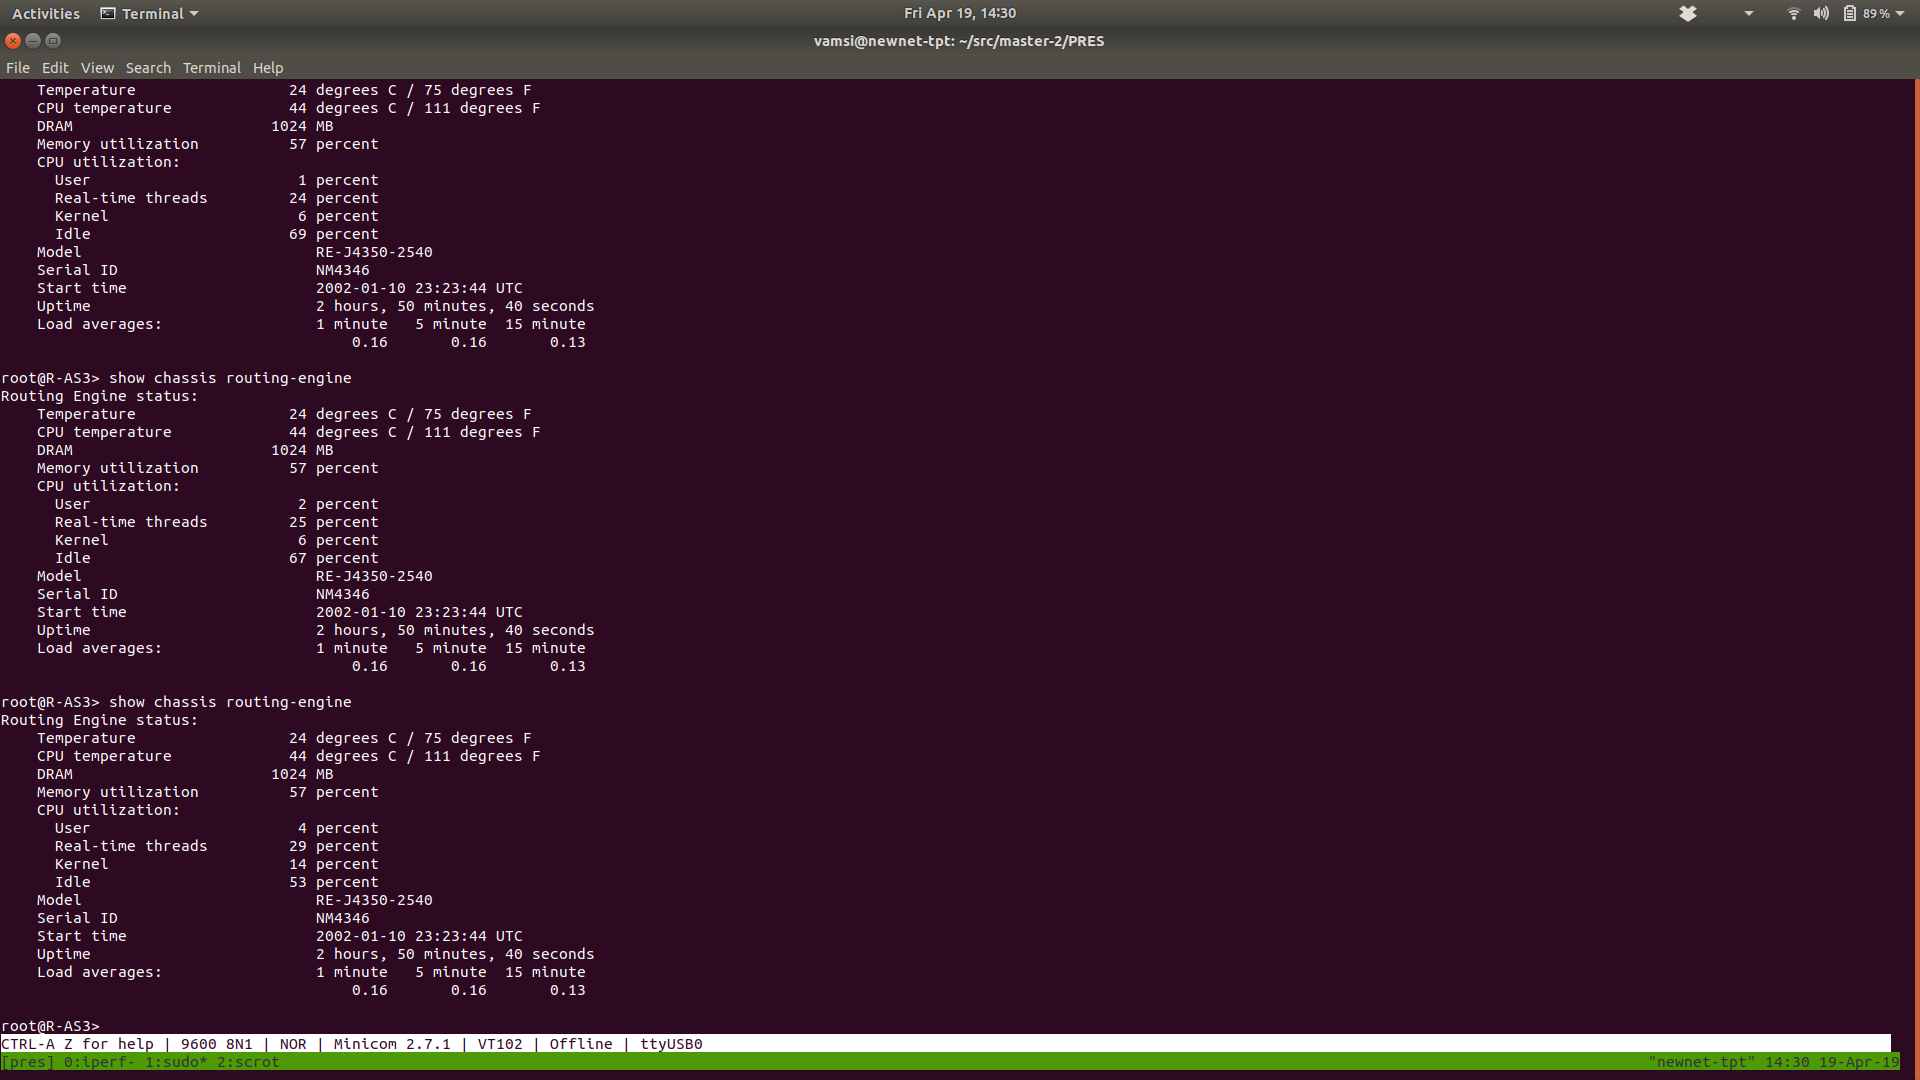 Activities Terminal Fri Apr 19, 14:30 89%
vamsi@newnet-tpt: ~/src/master-2/PRES
File Edit View Search Terminal Help
Temperature 24 degrees C / 75 degrees F
CPU temperature 44 degrees C / 111 degrees F
DRAM 1024 MB
Memory utilization 57 percent
CPU utilization:
User 1 percent
Real-time threads 24 percent
Kernel 6 percent
Idle 69 percent
Model RE-J4350-2540
Serial ID NM4346
Start time 2002-01-10 23:23:44 UTC
Uptime 2 hours, 50 minutes, 40 seconds
Load averages: 1 minute 5 minute 15 minute
0.16 0.16 0.13
root@R-AS3> show chassis routing-engine
Routing Engine status:
Temperature 24 degrees C / 75 degrees F
CPU temperature 44 degrees C / 111 degrees F
DRAM 1024 MB
Memory utilization 57 percent
CPU utilization:
User 2 percent
Real-time threads 25 percent
Kernel 6 percent
Idle 67 percent
Model RE-J4350-2540
Serial ID NM4346
Start time 2002-01-10 23:23:44 UTC
Uptime 2 hours, 50 minutes, 40 seconds
Load averages: 1 minute 5 minute 15 minute
0.16 0.16 0.13
root@R-AS3> show chassis routing-engine
Routing Engine status:
Temperature 24 degrees C / 75 degrees F
CPU temperature 44 degrees C / 111 degrees F
DRAM 1024 MB
Memory utilization 57 percent
CPU utilization:
User 4 percent
Real-time threads 29 percent
Kernel 14 percent
Idle 53 percent
Model RE-J4350-2540
Serial ID NM4346
Start time 2002-01-10 23:23:44 UTC
Uptime 2 hours, 50 minutes, 40 seconds
Load averages: 1 minute 5 minute 15 minute
0.16 0.16 0.13
root@R-AS3>
CTRL-A Z for help | 9600 8N1 | NOR | Minicom 2.7.1 | VT102 | Offline | ttyUSB0
[pres] 0:iperf- 1:sudo* 2:scrot "newnet-tpt" 14:30 19-Apr-19